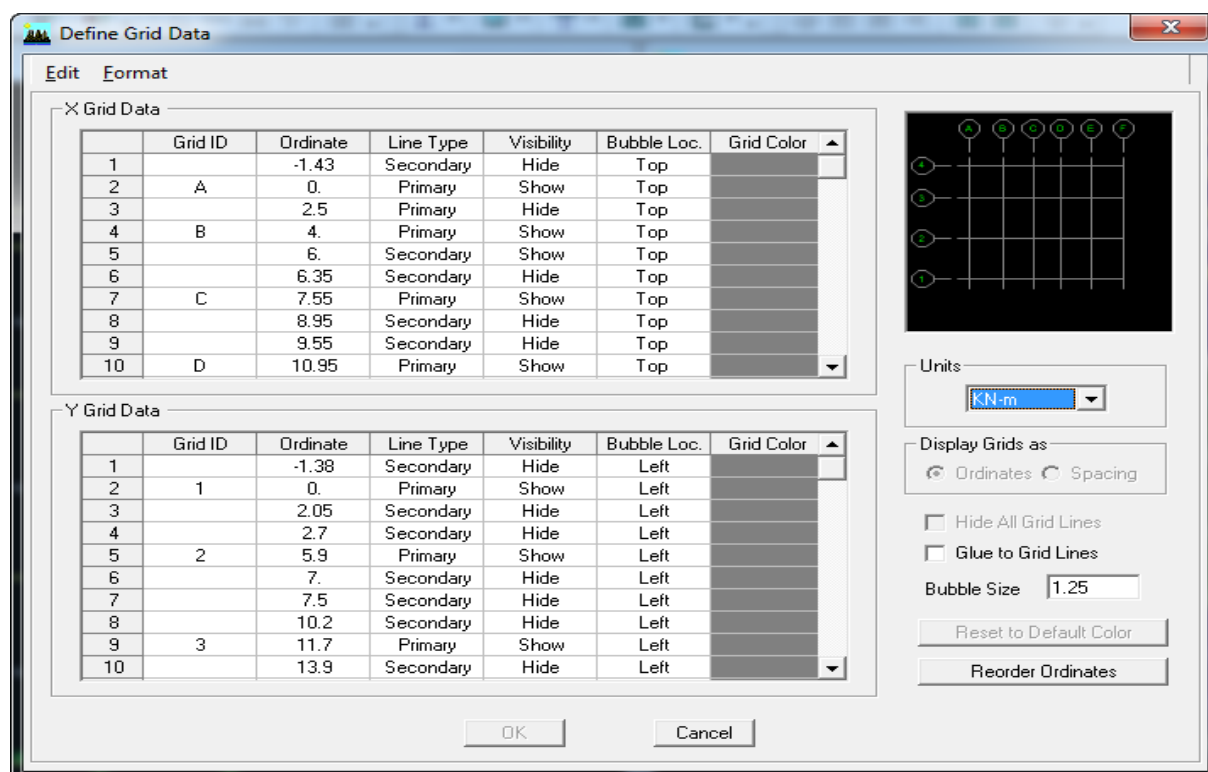 Define Grid Data
Edit Format
X Grid Data
Grid ID Ordinate Line Type Visibility Bubble Loc. Grid Color
1 -1.43 Secondary Hide Top
2 A 0. Primary Show Top
3 2.5 Primary Hide Top
4 B 4. Primary Show Top
5 6. Secondary Show Top
6 6.35 Secondary Hide Top
7 C 7.55 Primary Show Top
8 8.95 Secondary Hide Top
9 9.55 Secondary Hide Top
10 D 10.95 Primary Show Top
Y Grid Data
Grid ID Ordinate Line Type Visibility Bubble Loc. Grid Color
1 -1.38 Secondary Hide Left
2 1 0. Primary Show Left
3 2.05 Secondary Hide Left
4 2.7 Secondary Hide Left
5 2 5.9 Primary Show Left
6 7. Secondary Hide Left
7 7.5 Secondary Hide Left
8 10.2 Secondary Hide Left
9 3 11.7 Primary Show Left
10 13.9 Secondary Hide Left
A B C D E F
4
3
2
1
Units
KN-m
Display Grids as
Ordinates Spacing
Hide All Grid Lines
Glue to Grid Lines
Bubble Size 1.25
Reset to Default Color
Reorder Ordinates
OK Cancel